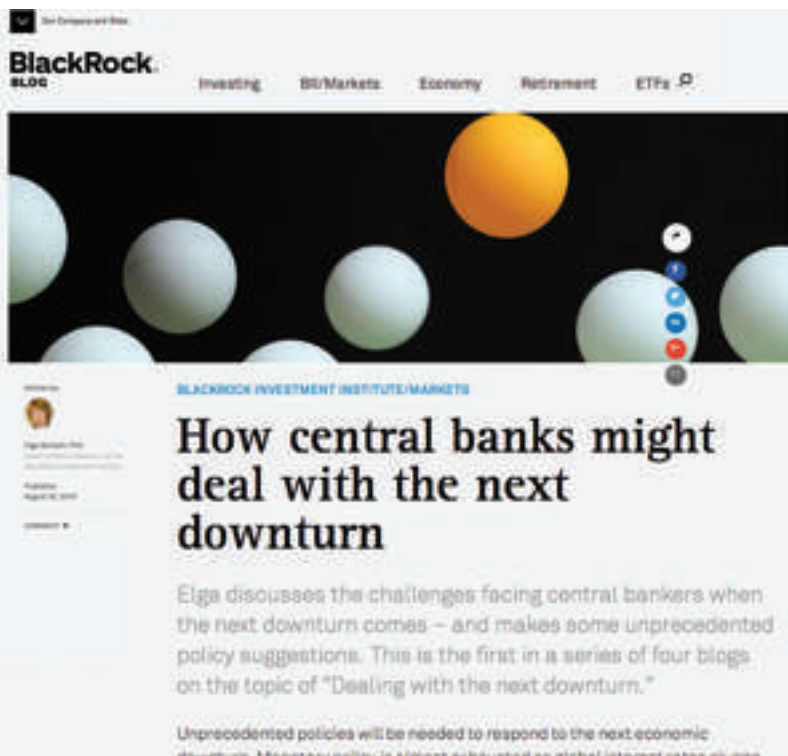 BlackRock.
BLOG
Investing BII/Markets Economy Retirement ETFs
BLACKROCK INVESTMENT INSTITUTE/MARKETS
How central banks might
deal with the next
downturn
Elga discusses the challenges facing central bankers when
the next downturn comes – and makes some unprecedented
policy suggestions. This is the first in a series of four blogs
on the topic of "Dealing with the next downturn."
Unprecedented policies will be needed to respond to the next economic